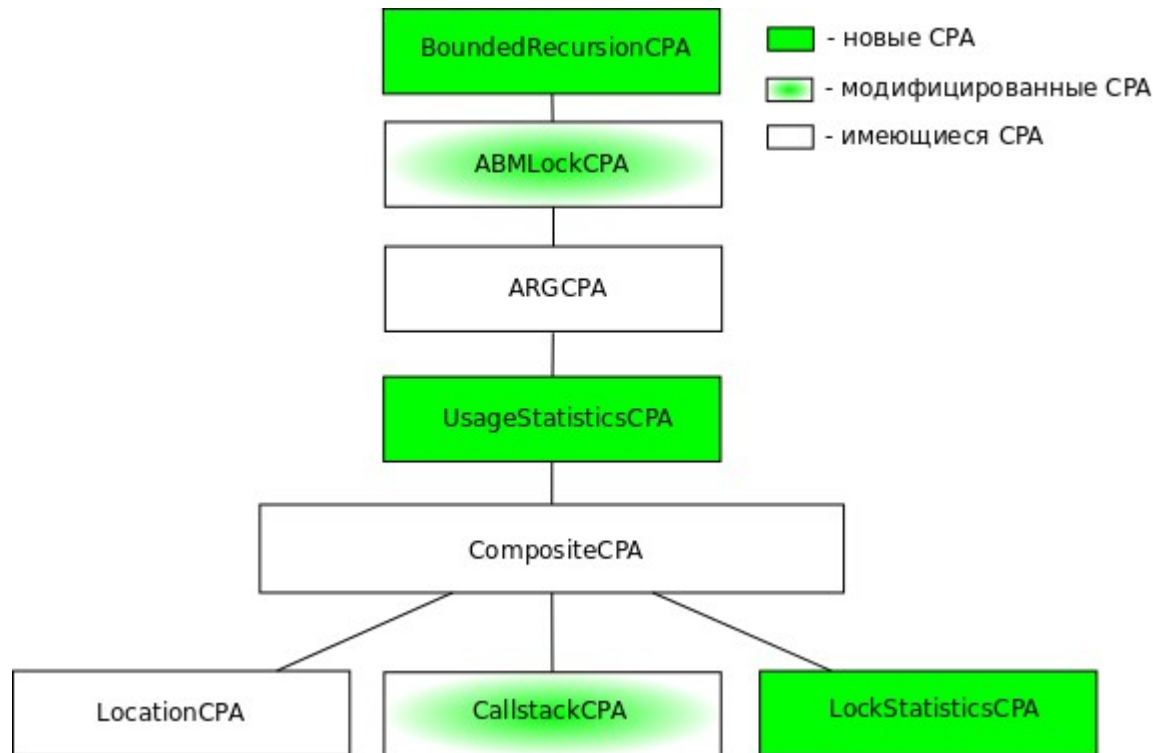 BoundedRecursionCPA
- новые CPA
- модифицированные CPA
- имеющиеся CPA
ABMLockCPA
ARGCPA
UsageStatisticsCPA
CompositeCPA
LocationCPA
CallstackCPA
LockStatisticsCPA